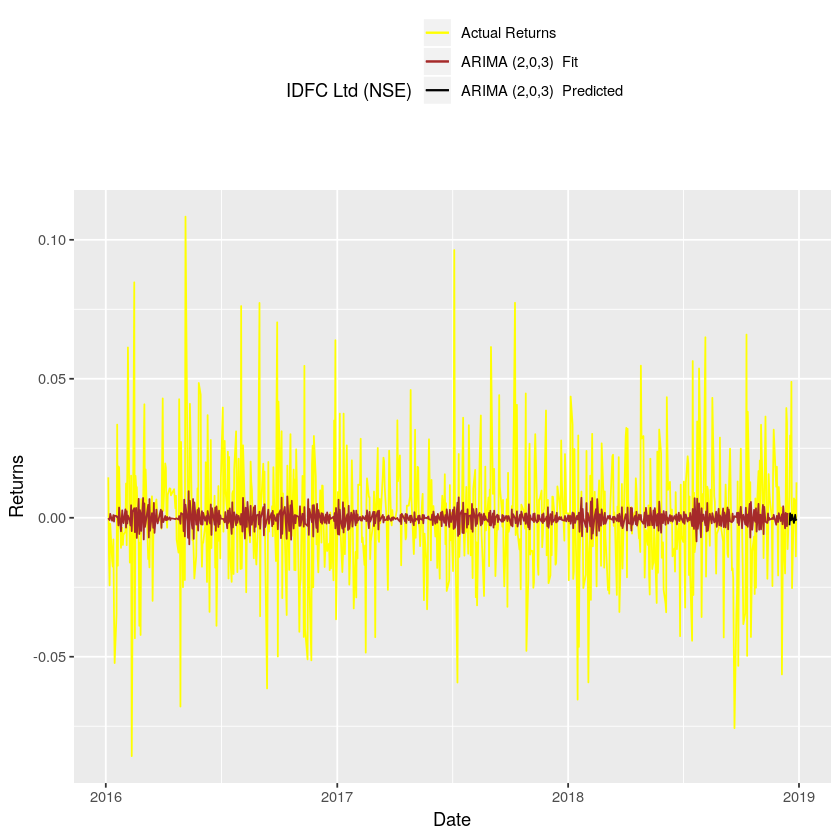 Actual Returns
ARIMA (2,0,3)  Fit
IDFC Ltd (NSE)
ARIMA (2,0,3)  Predicted
0.10
0.05
0.00
-0.05
Returns
2016
2017
2018
2019
Date